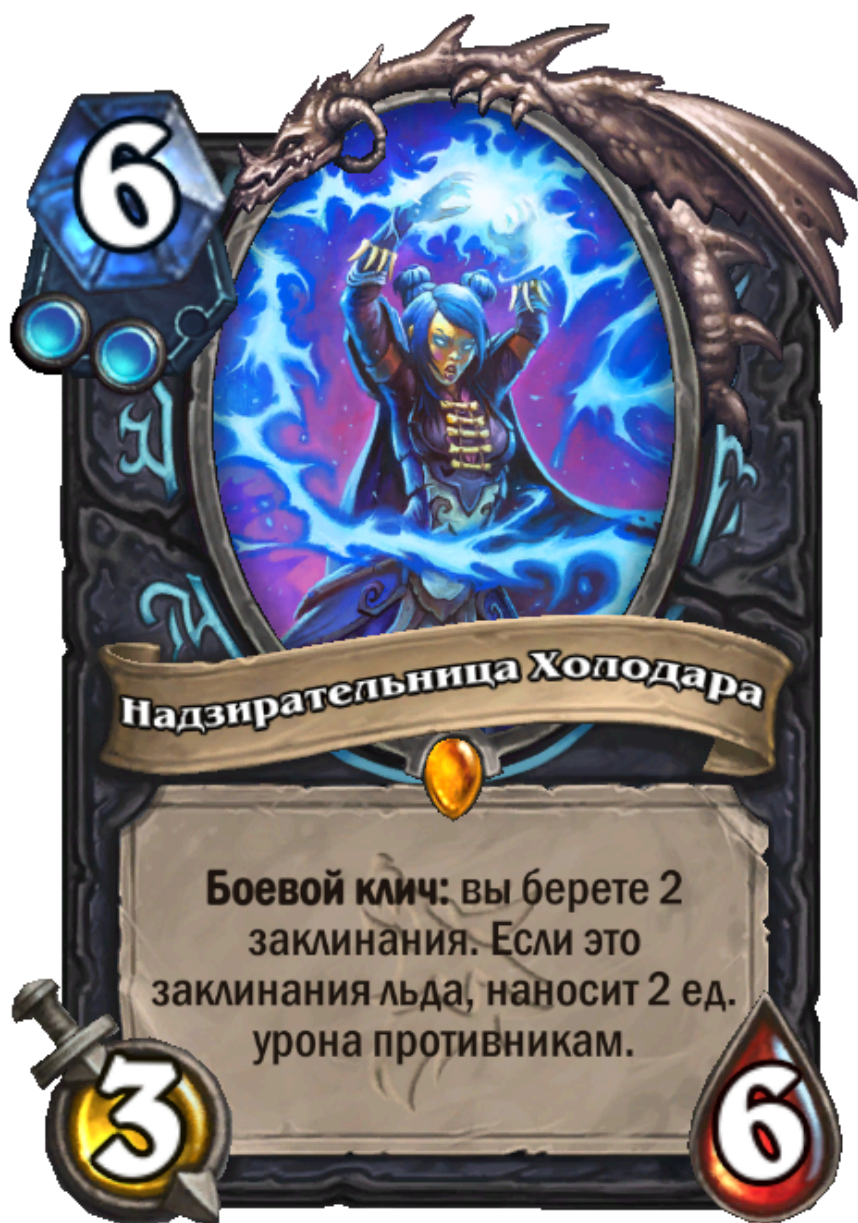 6
Надзирательница Холодара
Боевой клич: вы берете 2
заклинания. Если это
заклинания льда, наносит 2 ед.
урона противникам.
3
6